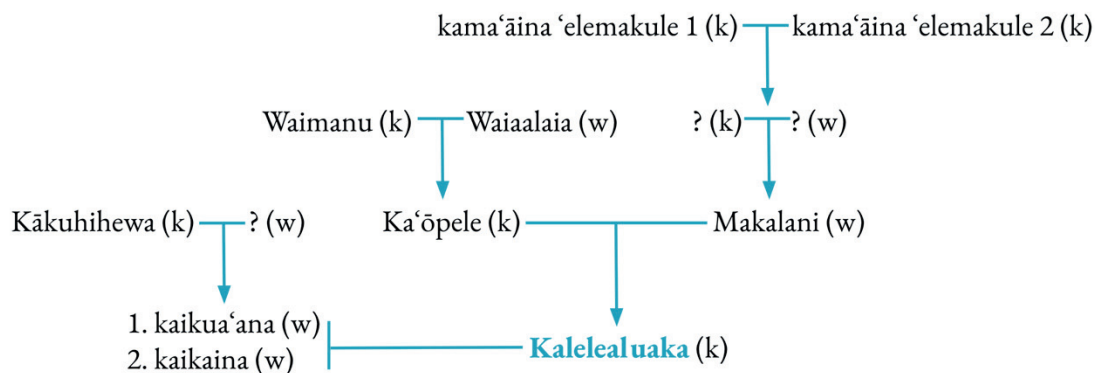 kamaʻāina ʻelemakule 1 (k) kamaʻāina ʻelemakule 2 (k)
Waimanu (k) Waiaalaia (w) ? (k) ? (w)
Kākuhihewa (k) ? (w) Kaʻōpele (k) Makalani (w)
1. kaikuaʻana (w)
2. kaikaina (w) Kalelealuaka (k)